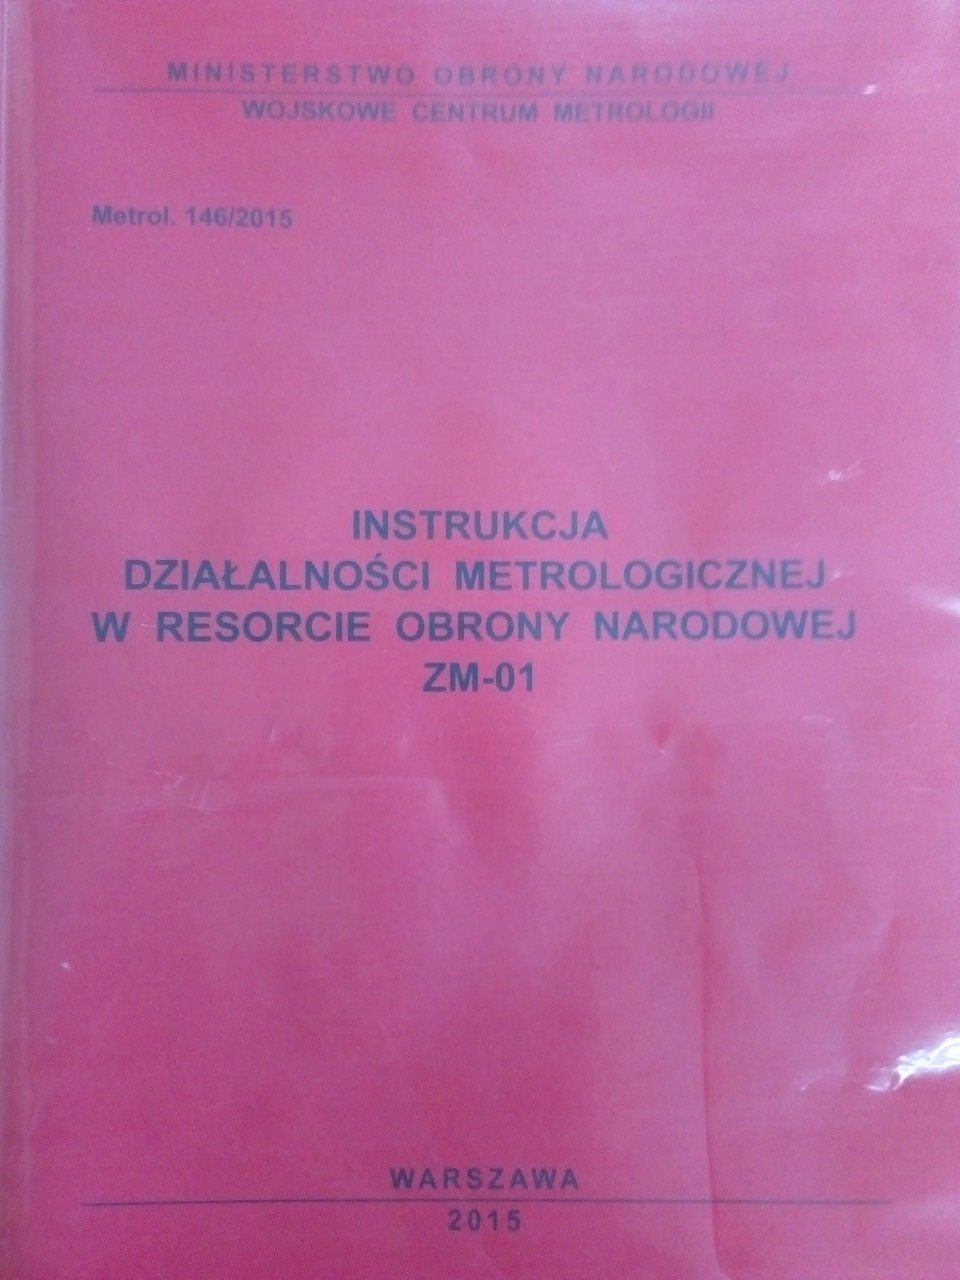 MINISTERSTWO OBRONY NARODOWEJ
WOJSKOWE CENTRUM METROLOGII
Metrol. 146/2015
INSTRUKCJA
DZIAŁALNOŚCI METROLOGICZNEJ
W RESORCIE OBRONY NARODOWEJ
ZM-01
WARSZAWA
2015